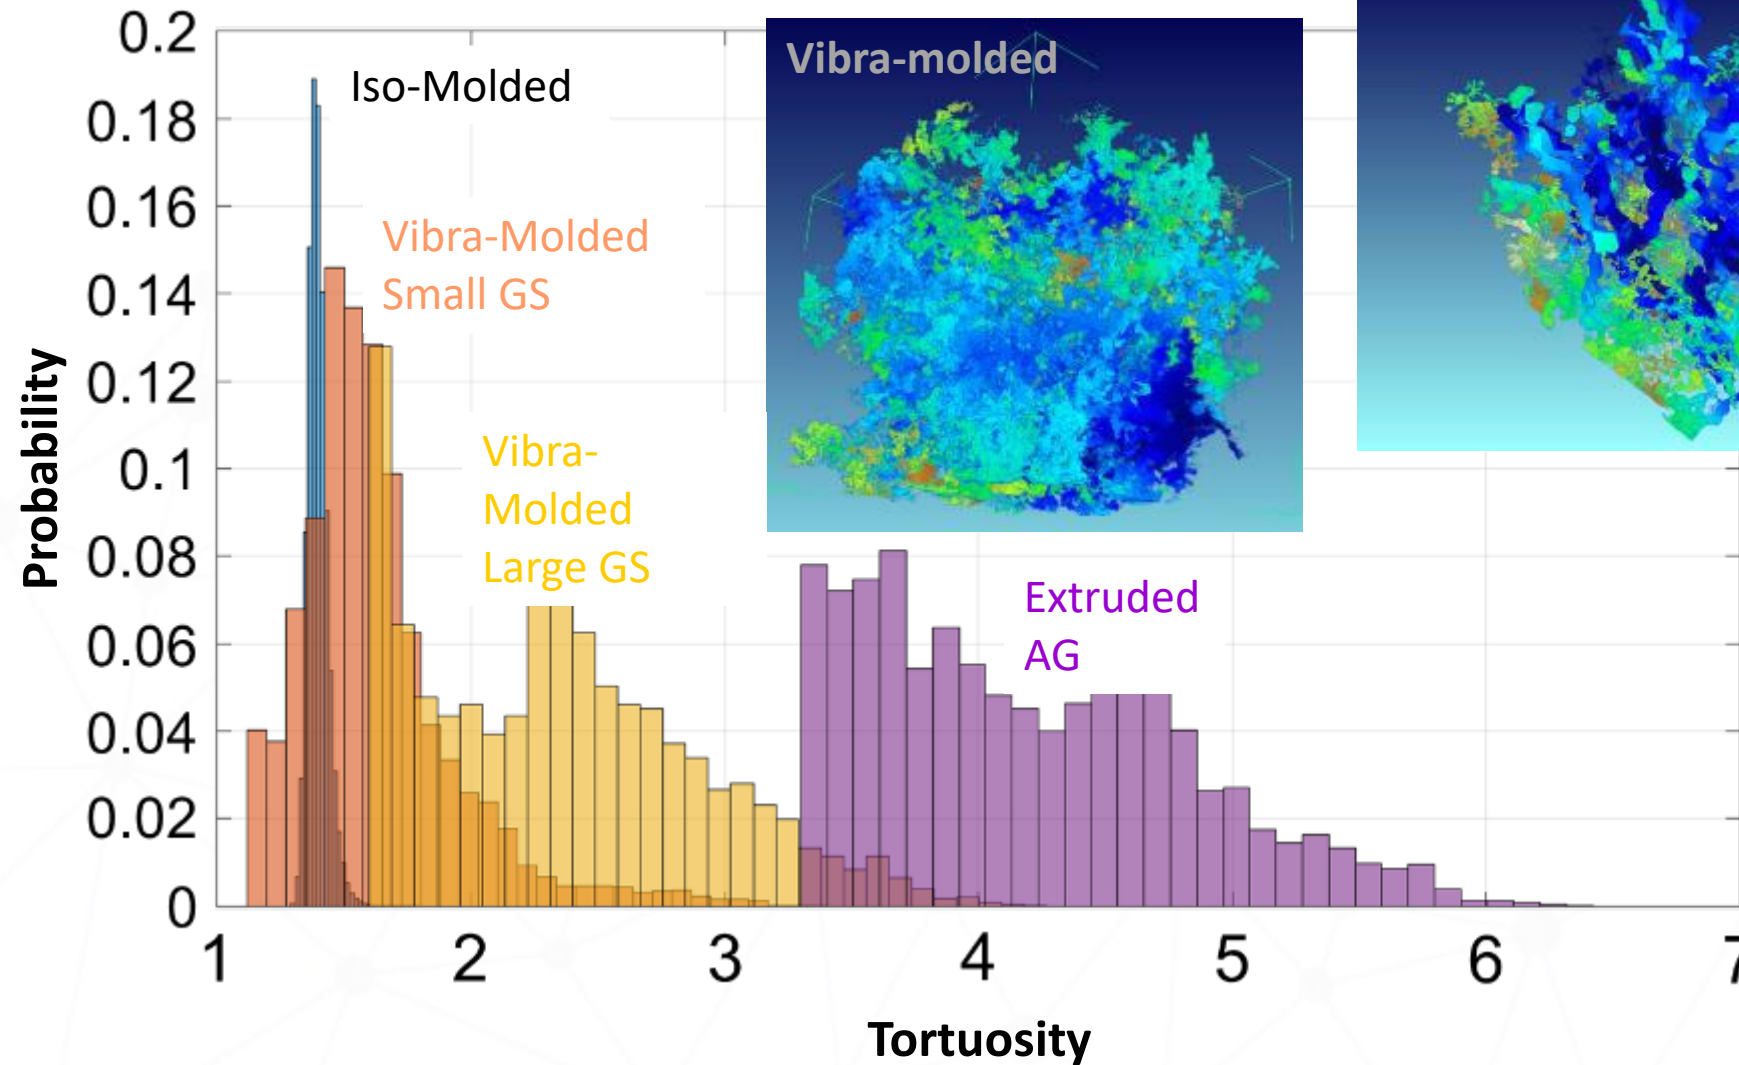 0.2
0.18
0.16
0.14
0.12
0.1
0.08
0.06
0.04
0.02
0
Probability
Iso-Molded
Vibra-Molded
Small GS
Vibra-
Molded
Large GS
Vibra-molded
Extruded
AG
1 2 3 4 5 6 7
Tortuosity